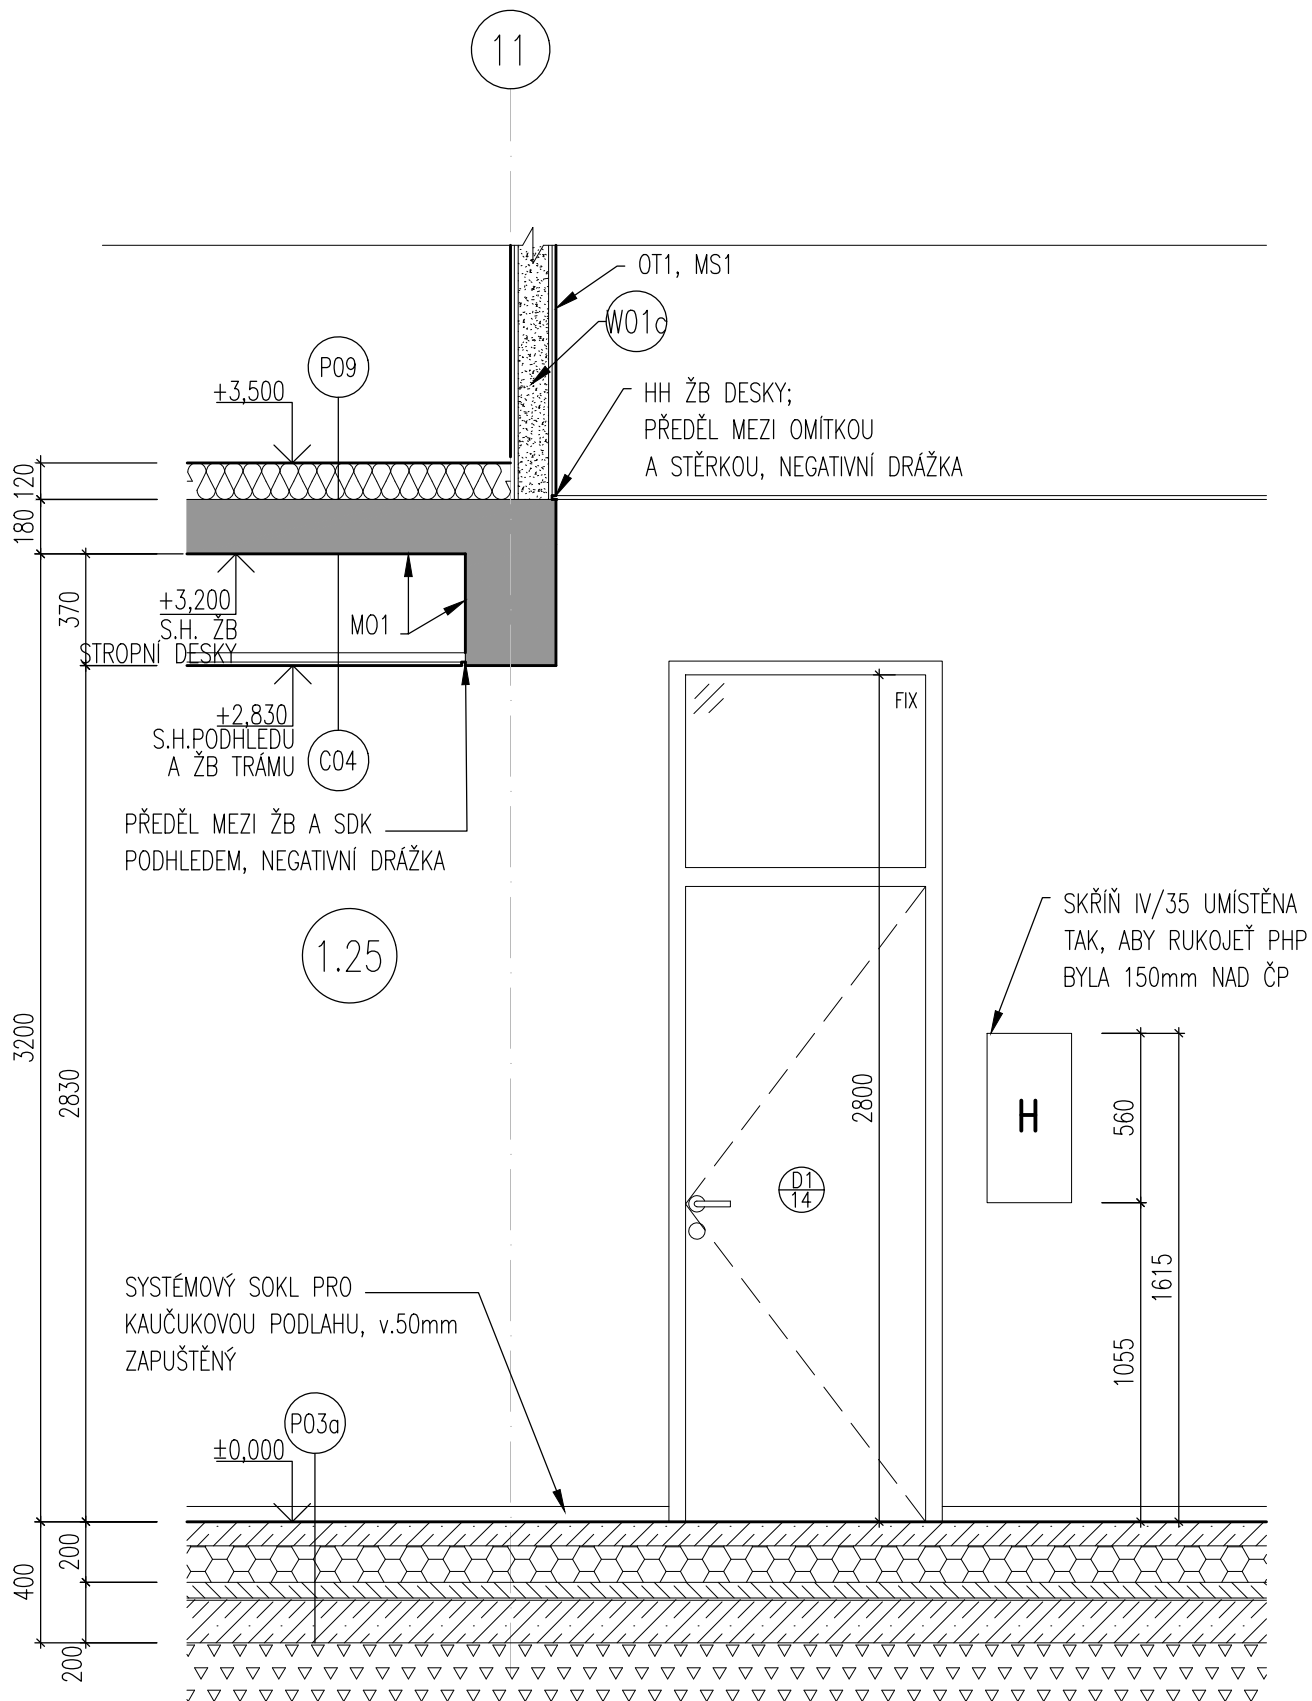 11
OT1, MS1
W01c
P09
+3,500
HH ŽB DESKY;
PŘEDĚL MEZI OMÍTKOU
A STĚRKOU, NEGATIVNÍ DRÁŽKA
120
180
370
+3,200
S.H. ŽB
STROPNÍ DESKY
M01
+2,830
S.H.PODHLEDU
A ŽB TRÁMU
C04
FIX
PŘEDĚL MEZI ŽB A SDK
PODHLEDEM, NEGATIVNÍ DRÁŽKA
1.25
SKŘÍŇ IV/35 UMÍSTĚNA
TAK, ABY RUKOJEŤ PHP
BYLA 150mm NAD ČP
3200
2830
2800
H
560
D1
14
1615
1055
SYSTÉMOVÝ SOKL PRO
KAUČUKOVOU PODLAHU, v.50mm
ZAPUŠTĚNÝ
P03a
±0,000
400
200
200